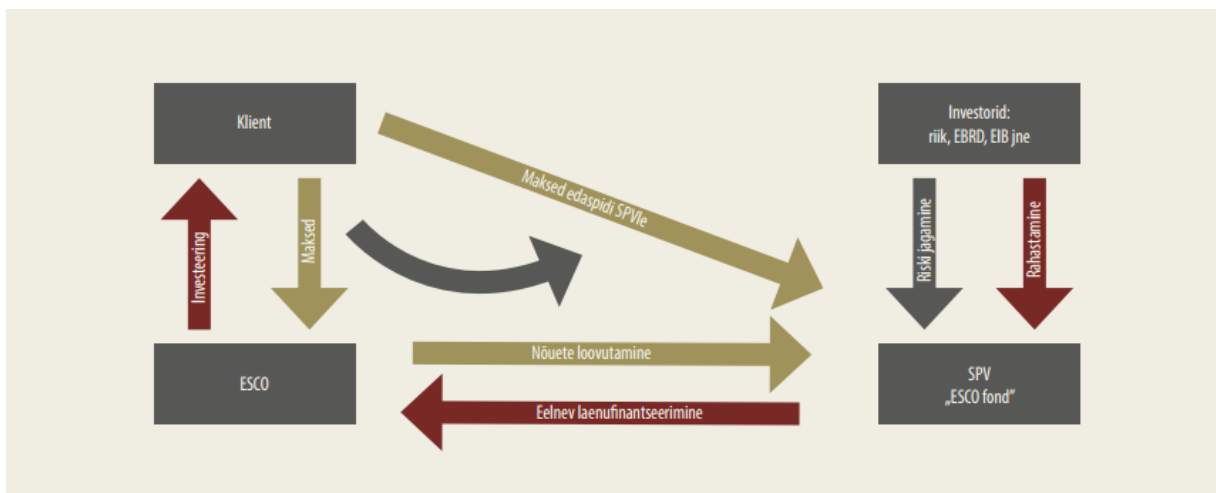 Klient
Investorid:
riik, EBRD, EIB jne
Maksed edaspidi SPVle
Investeering
Maksed
Riski jagamine
Rahastamine
Nõuete loovutamine
ESCO
SPV
„ESCO fond”
Eelnev laenufinantseerimine